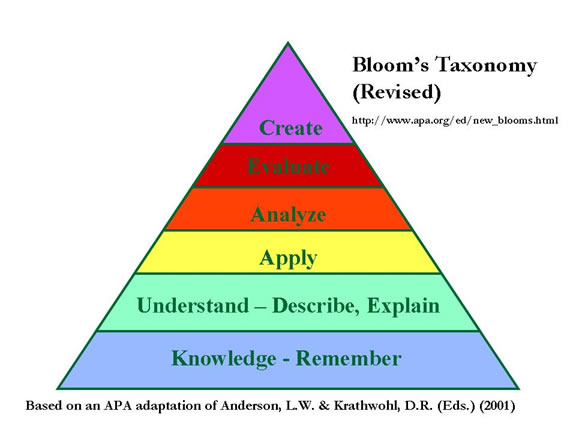 Bloom's Taxonomy
(Revised)
http://www.apa.org/ed/new_blooms.html
Create
Evaluate
Analyze
Apply
Understand – Describe, Explain
Knowledge - Remember
Based on an APA adaptation of Anderson, L.W. & Krathwohl, D.R. (Eds.) (2001)